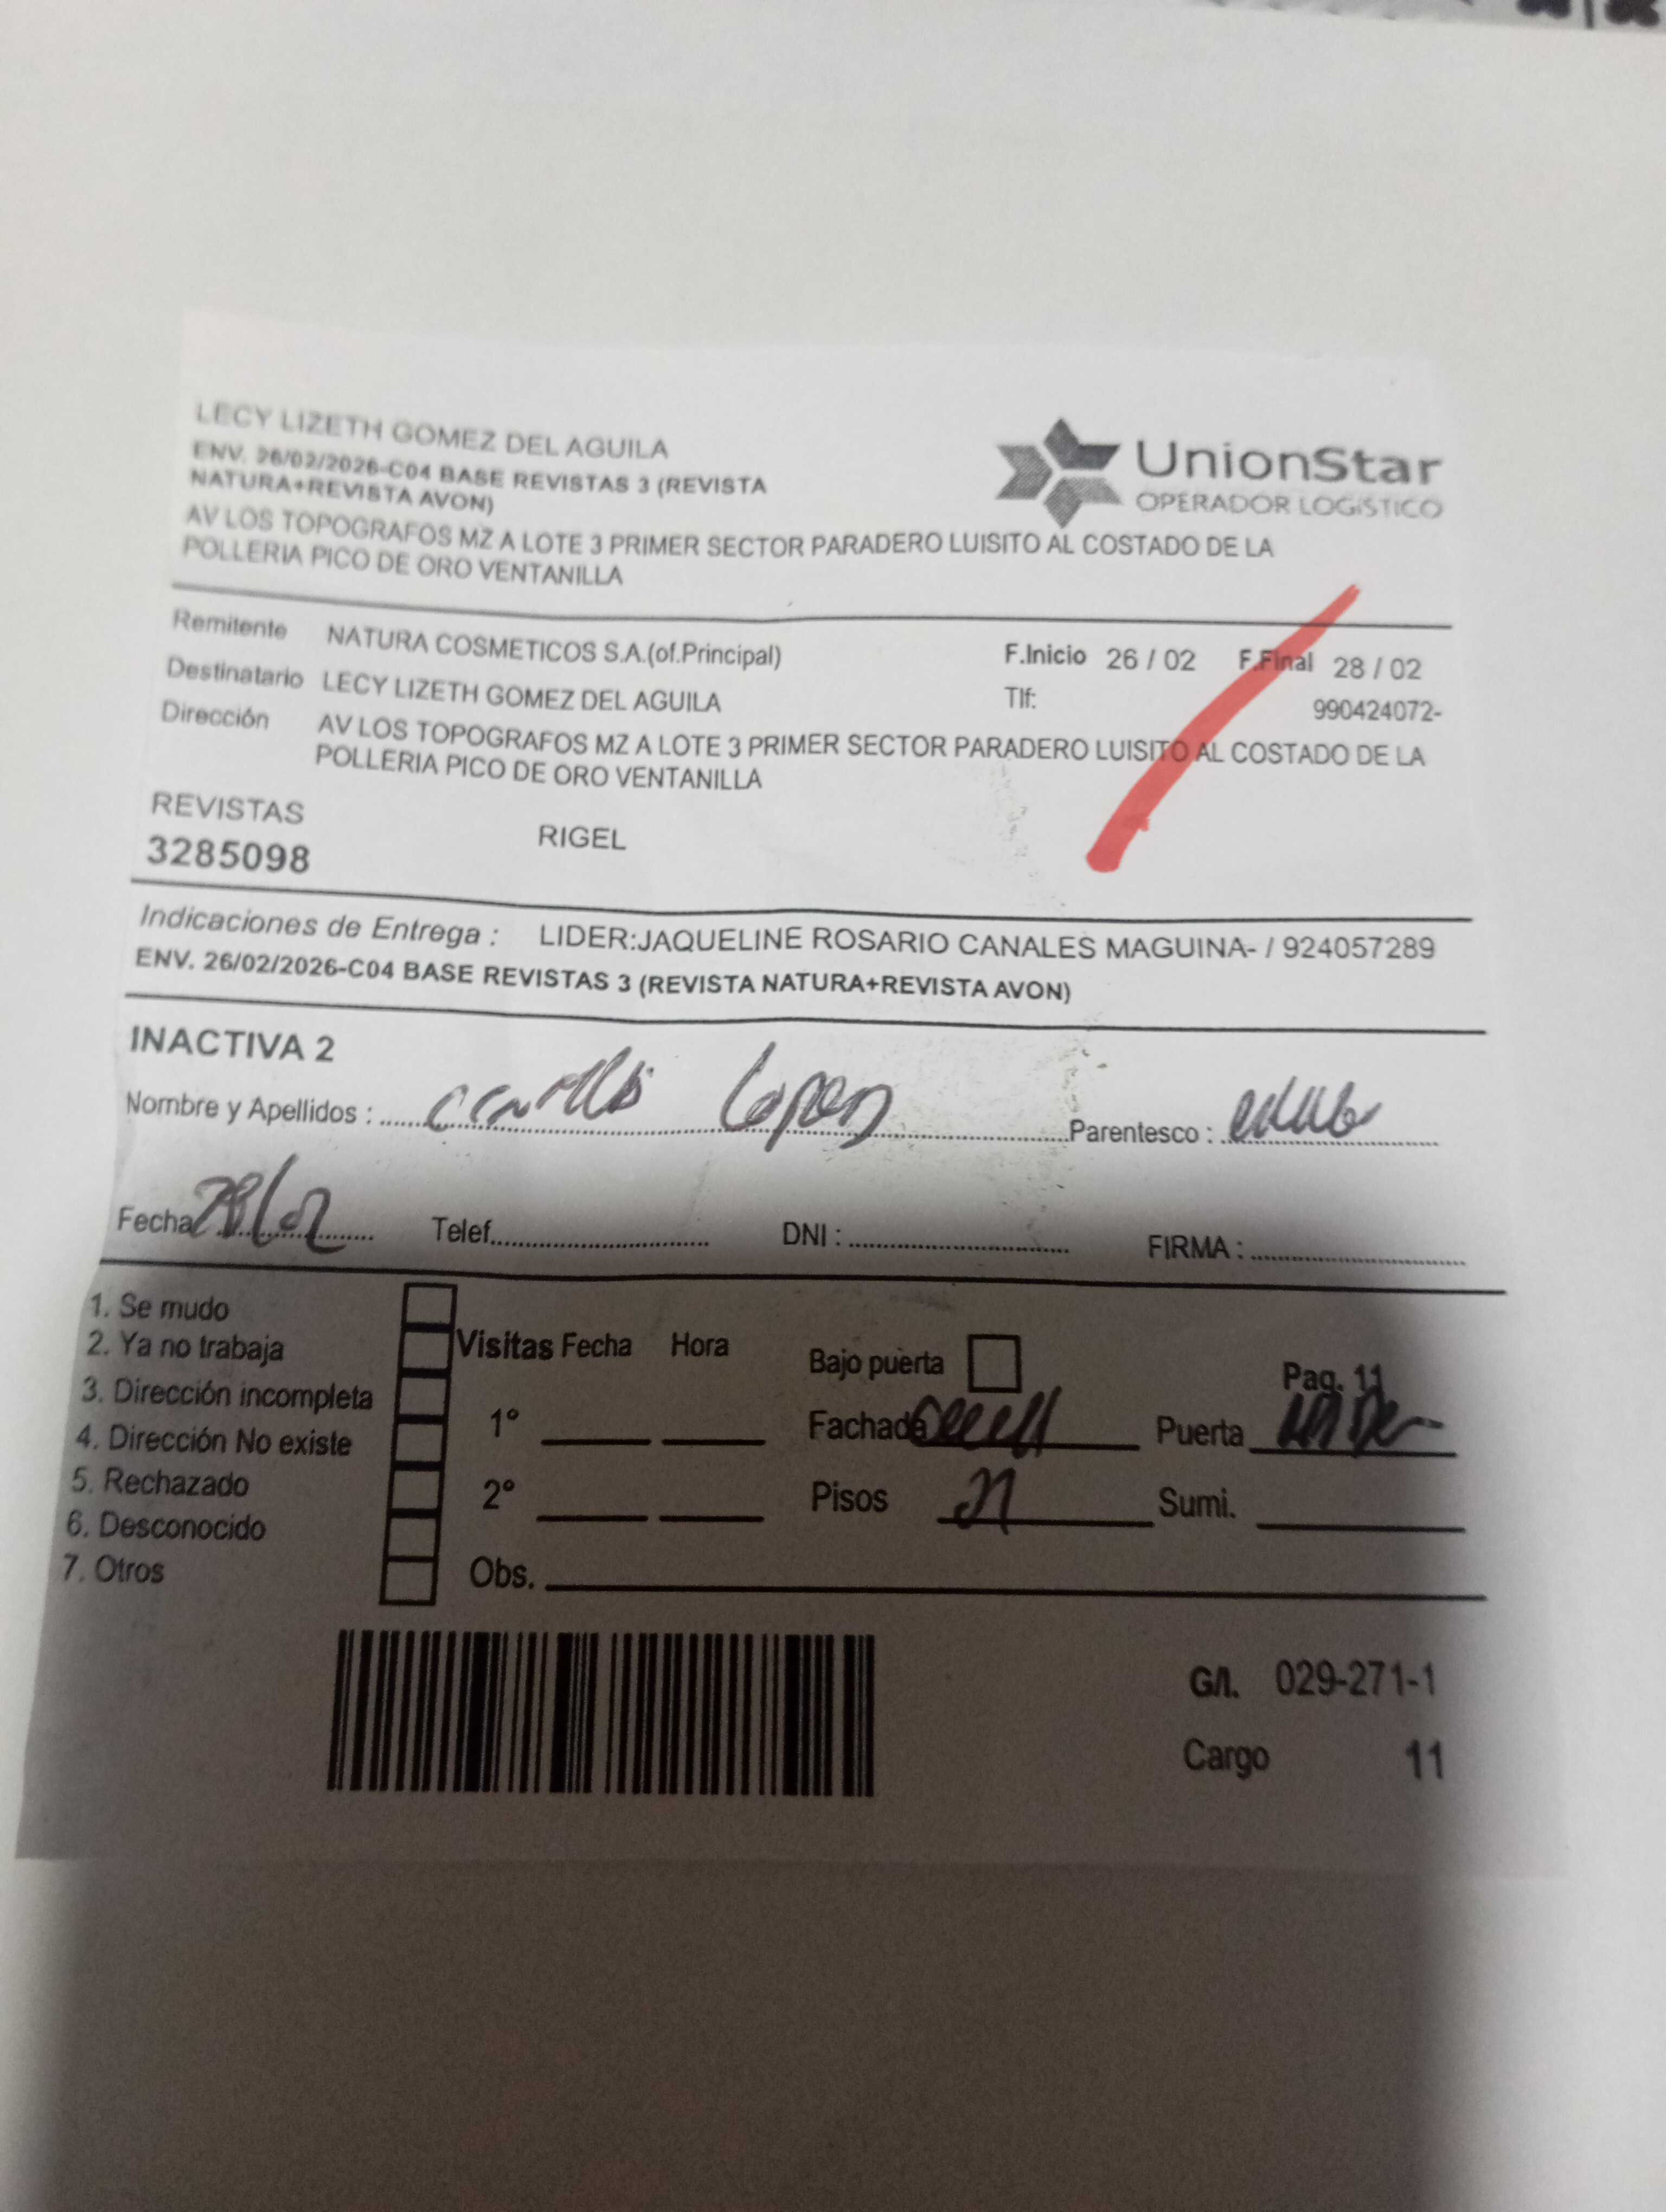 LECY LIZETH GOMEZ DEL AGUILA
ENV. 26/02/2026-C04 BASE REVISTAS 3 (REVISTA
NATURA+REVISTA AVON)
UnionStar
OPERADOR LOGÍSTICO
AV LOS TOPOGRAFOS MZ A LOTE 3 PRIMER SECTOR PARADERO LUISITO AL COSTADO DE LA
POLLERIA PICO DE ORO VENTANILLA
Remitente NATURA COSMETICOS S.A.(of.Principal) F.Inicio 26 / 02 F.Final 28 / 02
Destinatario LECY LIZETH GOMEZ DEL AGUILA Tlf: 990424072-
Dirección AV LOS TOPOGRAFOS MZ A LOTE 3 PRIMER SECTOR PARADERO LUISITO AL COSTADO DE LA
POLLERIA PICO DE ORO VENTANILLA
REVISTAS
3285098 RIGEL
Indicaciones de Entrega : LIDER:JAQUELINE ROSARIO CANALES MAGUINA- / 924057289
ENV. 26/02/2026-C04 BASE REVISTAS 3 (REVISTA NATURA+REVISTA AVON)
INACTIVA 2
Nombre y Apellidos : Lopez Parentesco :
Fecha 28/02 Telef. DNI : FIRMA :
1. Se mudo
2. Ya no trabaja Visitas Fecha Hora Bajo puerta Pag. 11
3. Dirección incompleta
4. Dirección No existe 1° Fachada Puerta
5. Rechazado 2° Pisos Sumi.
6. Desconocido
7. Otros Obs.
G/I. 029-271-1
Cargo 11